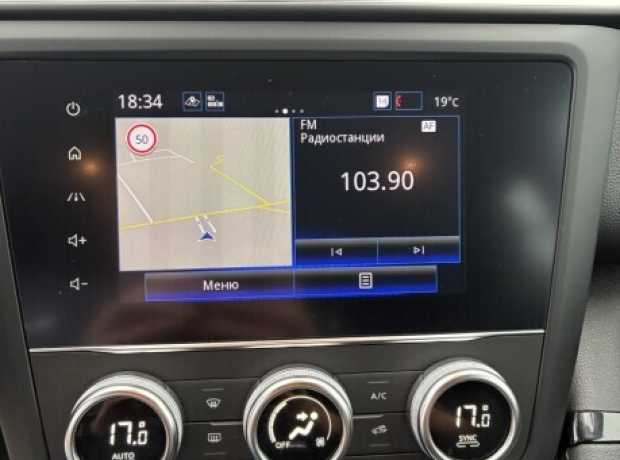 18:34
19°C
50
FM
AF
Радиостанции
103.90
Меню
A/C
17.0
AUTO
OFF
17.0
SYNC